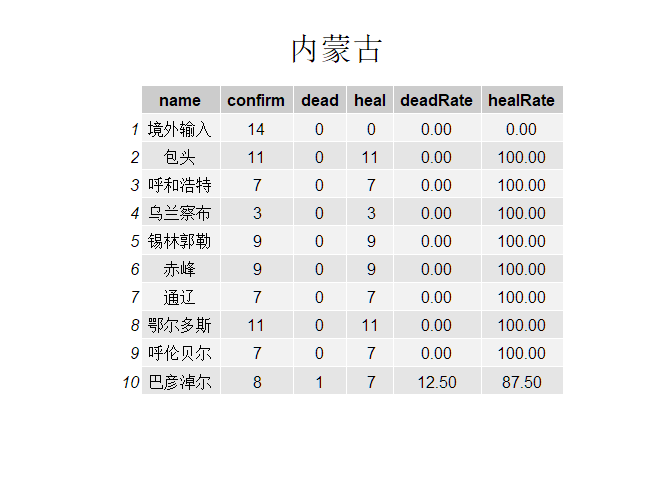 内蒙古
name confirm dead heal deadRate healRate
1 境外输入 14 0 0 0.00 0.00
2 包头 11 0 11 0.00 100.00
3 呼和浩特 7 0 7 0.00 100.00
4 乌兰察布 3 0 3 0.00 100.00
5 锡林郭勒 9 0 9 0.00 100.00
6 赤峰 9 0 9 0.00 100.00
7 通辽 7 0 7 0.00 100.00
8 鄂尔多斯 11 0 11 0.00 100.00
9 呼伦贝尔 7 0 7 0.00 100.00
10 巴彦淖尔 8 1 7 12.50 87.50